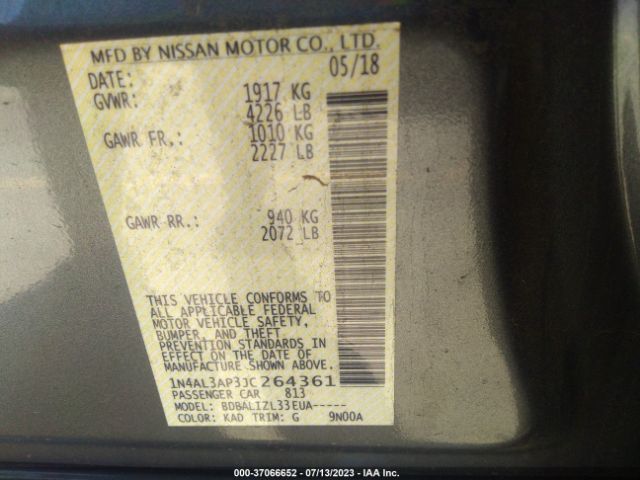 MFD BY NISSAN MOTOR CO., LTD.
DATE: 05/18
GVWR: 1917 KG
4226 LB
GAWR FR.: 1010 KG
2227 LB
GAWR RR.: 940 KG
2072 LB
THIS VEHICLE CONFORMS TO
ALL APPLICABLE FEDERAL
MOTOR VEHICLE SAFETY,
BUMPER, AND THEFT
PREVENTION STANDARDS IN
EFFECT ON THE DATE OF
MANUFACTURE SHOWN ABOVE.
1N4AL3AP3JC264361
PASSENGER CAR 813
MODEL: BDBALIZL33EUA-----
COLOR: KAD TRIM: G 9N00A
000-37066652 - 07/13/2023 - IAA Inc.